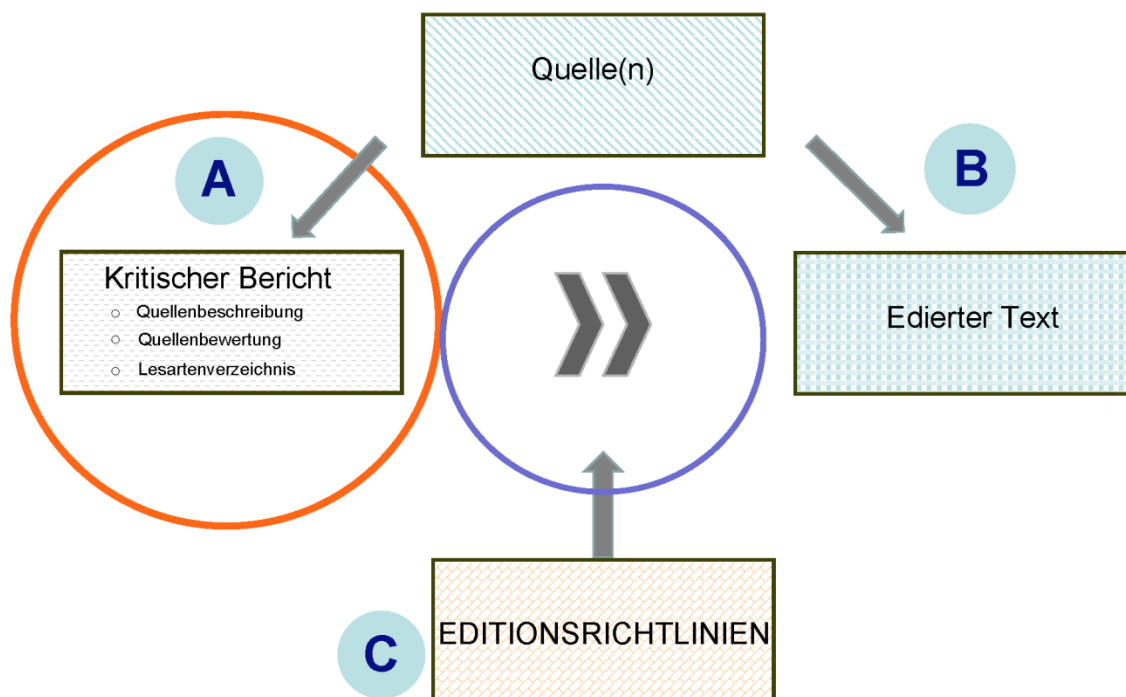 Quelle(n)
A
B
Kritischer Bericht
Quellenbeschreibung
Quellenbewertung
Lesartenverzeichnis
Edierter Text
C
EDITIONSRICHTLINIEN